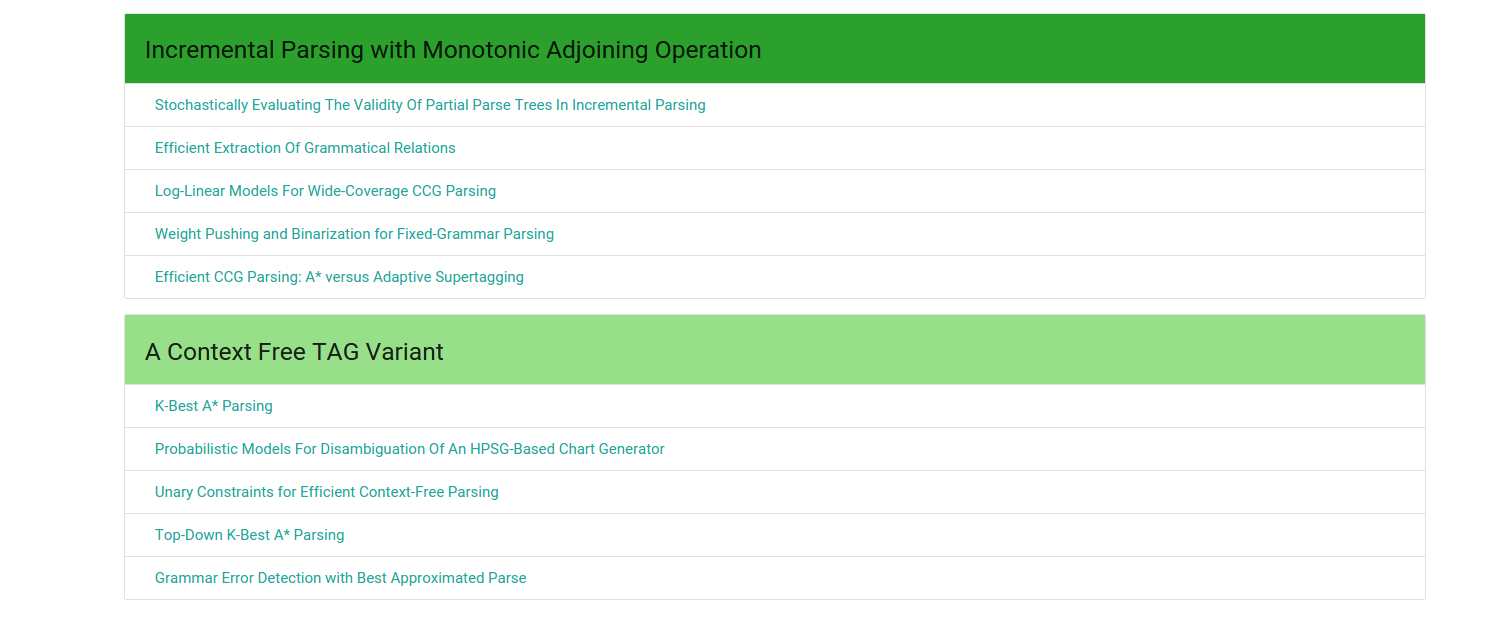 Incremental Parsing with Monotonic Adjoining Operation
Stochastically Evaluating The Validity Of Partial Parse Trees In Incremental Parsing
Efficient Extraction Of Grammatical Relations
Log-Linear Models For Wide-Coverage CCG Parsing
Weight Pushing and Binarization for Fixed-Grammar Parsing
Efficient CCG Parsing: A* versus Adaptive Supertagging
A Context Free TAG Variant
K-Best A* Parsing
Probabilistic Models For Disambiguation Of An HPSG-Based Chart Generator
Unary Constraints for Efficient Context-Free Parsing
Top-Down K-Best A* Parsing
Grammar Error Detection with Best Approximated Parse